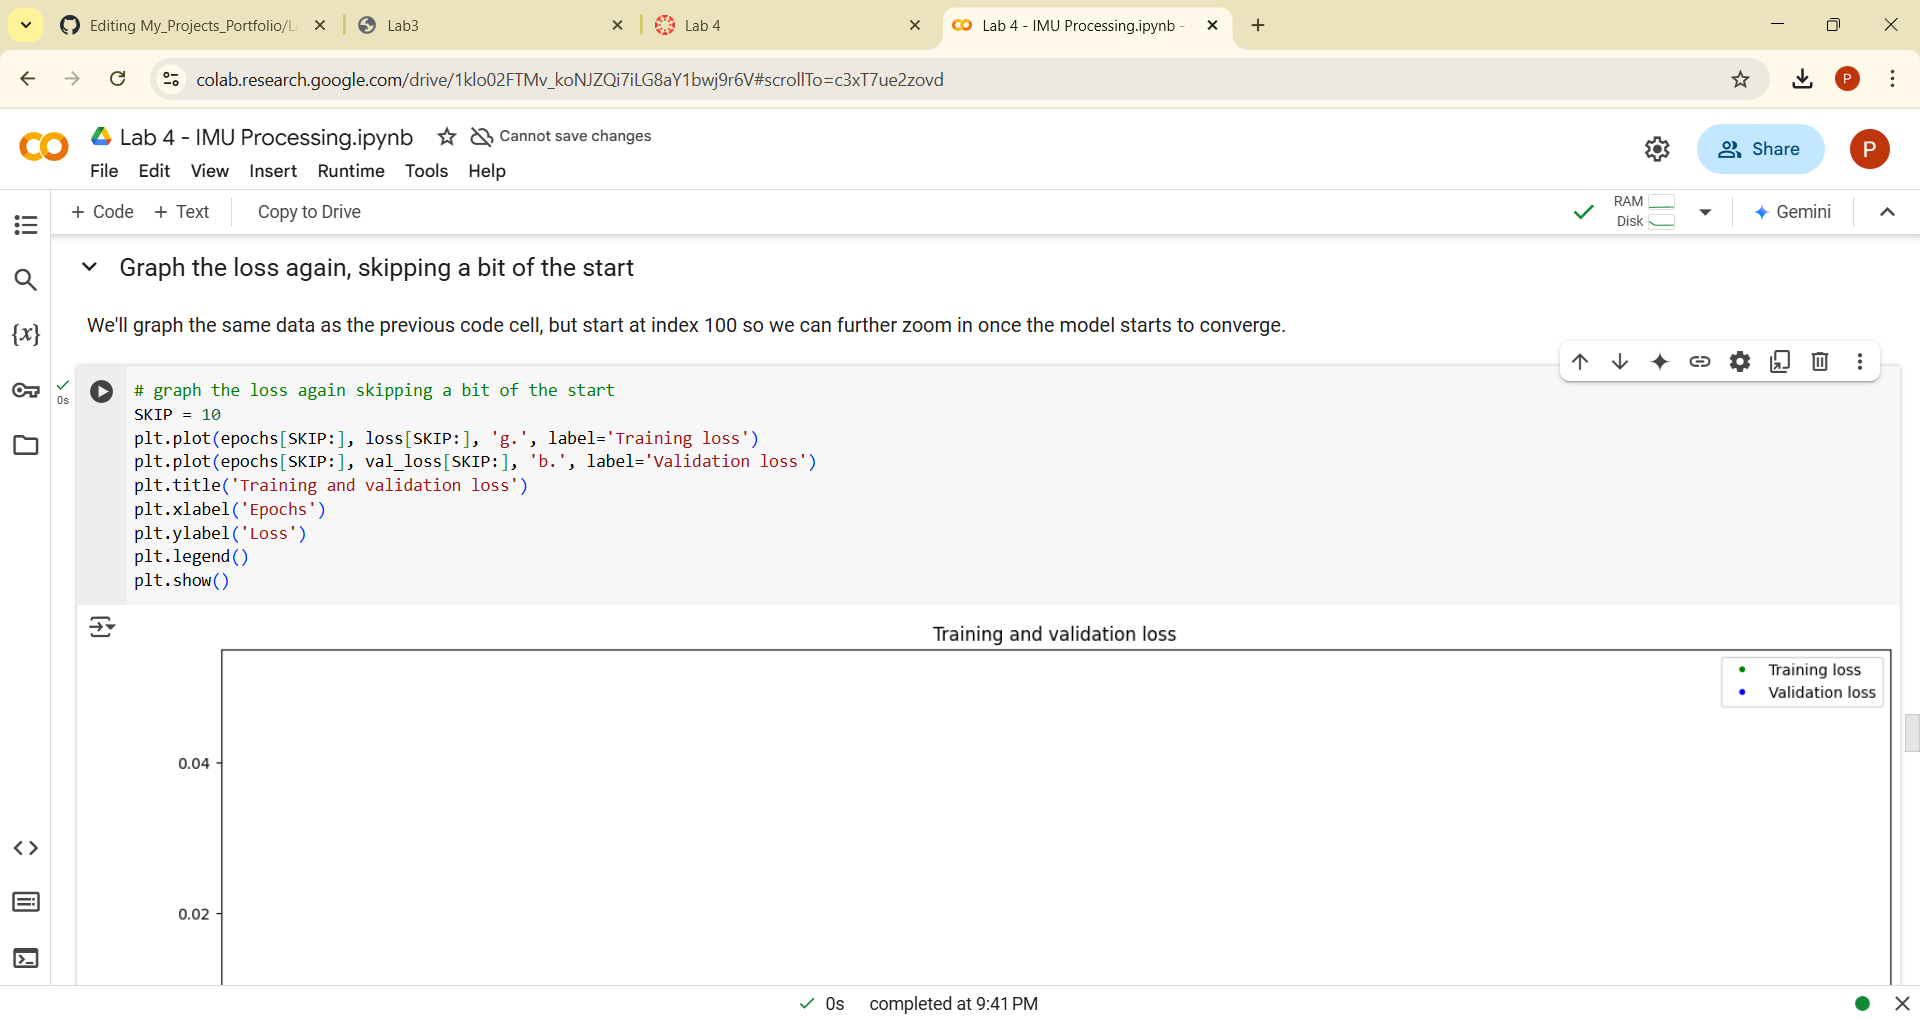 Editing My_Projects_Portfolio/La
Lab3
Lab 4
Lab 4 - IMU Processing.ipynb -
colab.research.google.com/drive/1klo02FTMv_koNJZQi7iLG8aY1bwj9r6V#scrollTo=c3xT7ue2zovd
P
Lab 4 - IMU Processing.ipynb
Cannot save changes
File Edit View Insert Runtime Tools Help
Share
P
+ Code + Text Copy to Drive
RAM
Disk
Gemini
Graph the loss again, skipping a bit of the start
We'll graph the same data as the previous code cell, but start at index 100 so we can further zoom in once the model starts to converge.
{x}
0s
# graph the loss again skipping a bit of the start
SKIP = 10
plt.plot(epochs[SKIP:], loss[SKIP:], 'g.', label='Training loss')
plt.plot(epochs[SKIP:], val_loss[SKIP:], 'b.', label='Validation loss')
plt.title('Training and validation loss')
plt.xlabel('Epochs')
plt.ylabel('Loss')
plt.legend()
plt.show()
Training and validation loss
Training loss
Validation loss
0.04
0.02
0s completed at 9:41 PM